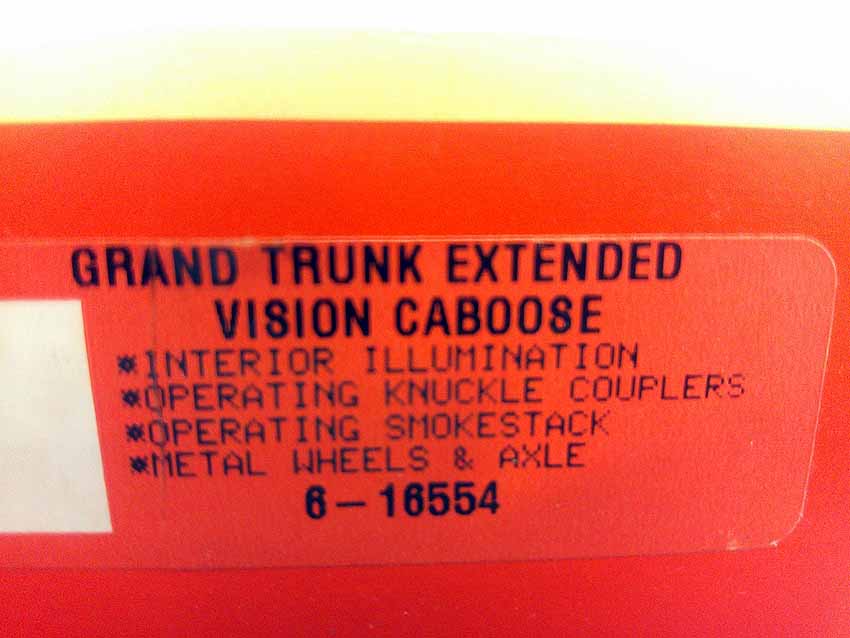 GRAND TRUNK EXTENDED
VISION CABOOSE
*INTERIOR ILLUMINATION
*OPERATING KNUCKLE COUPLERS
*OPERATING SMOKESTACK
*METAL WHEELS & AXLE
6-16554